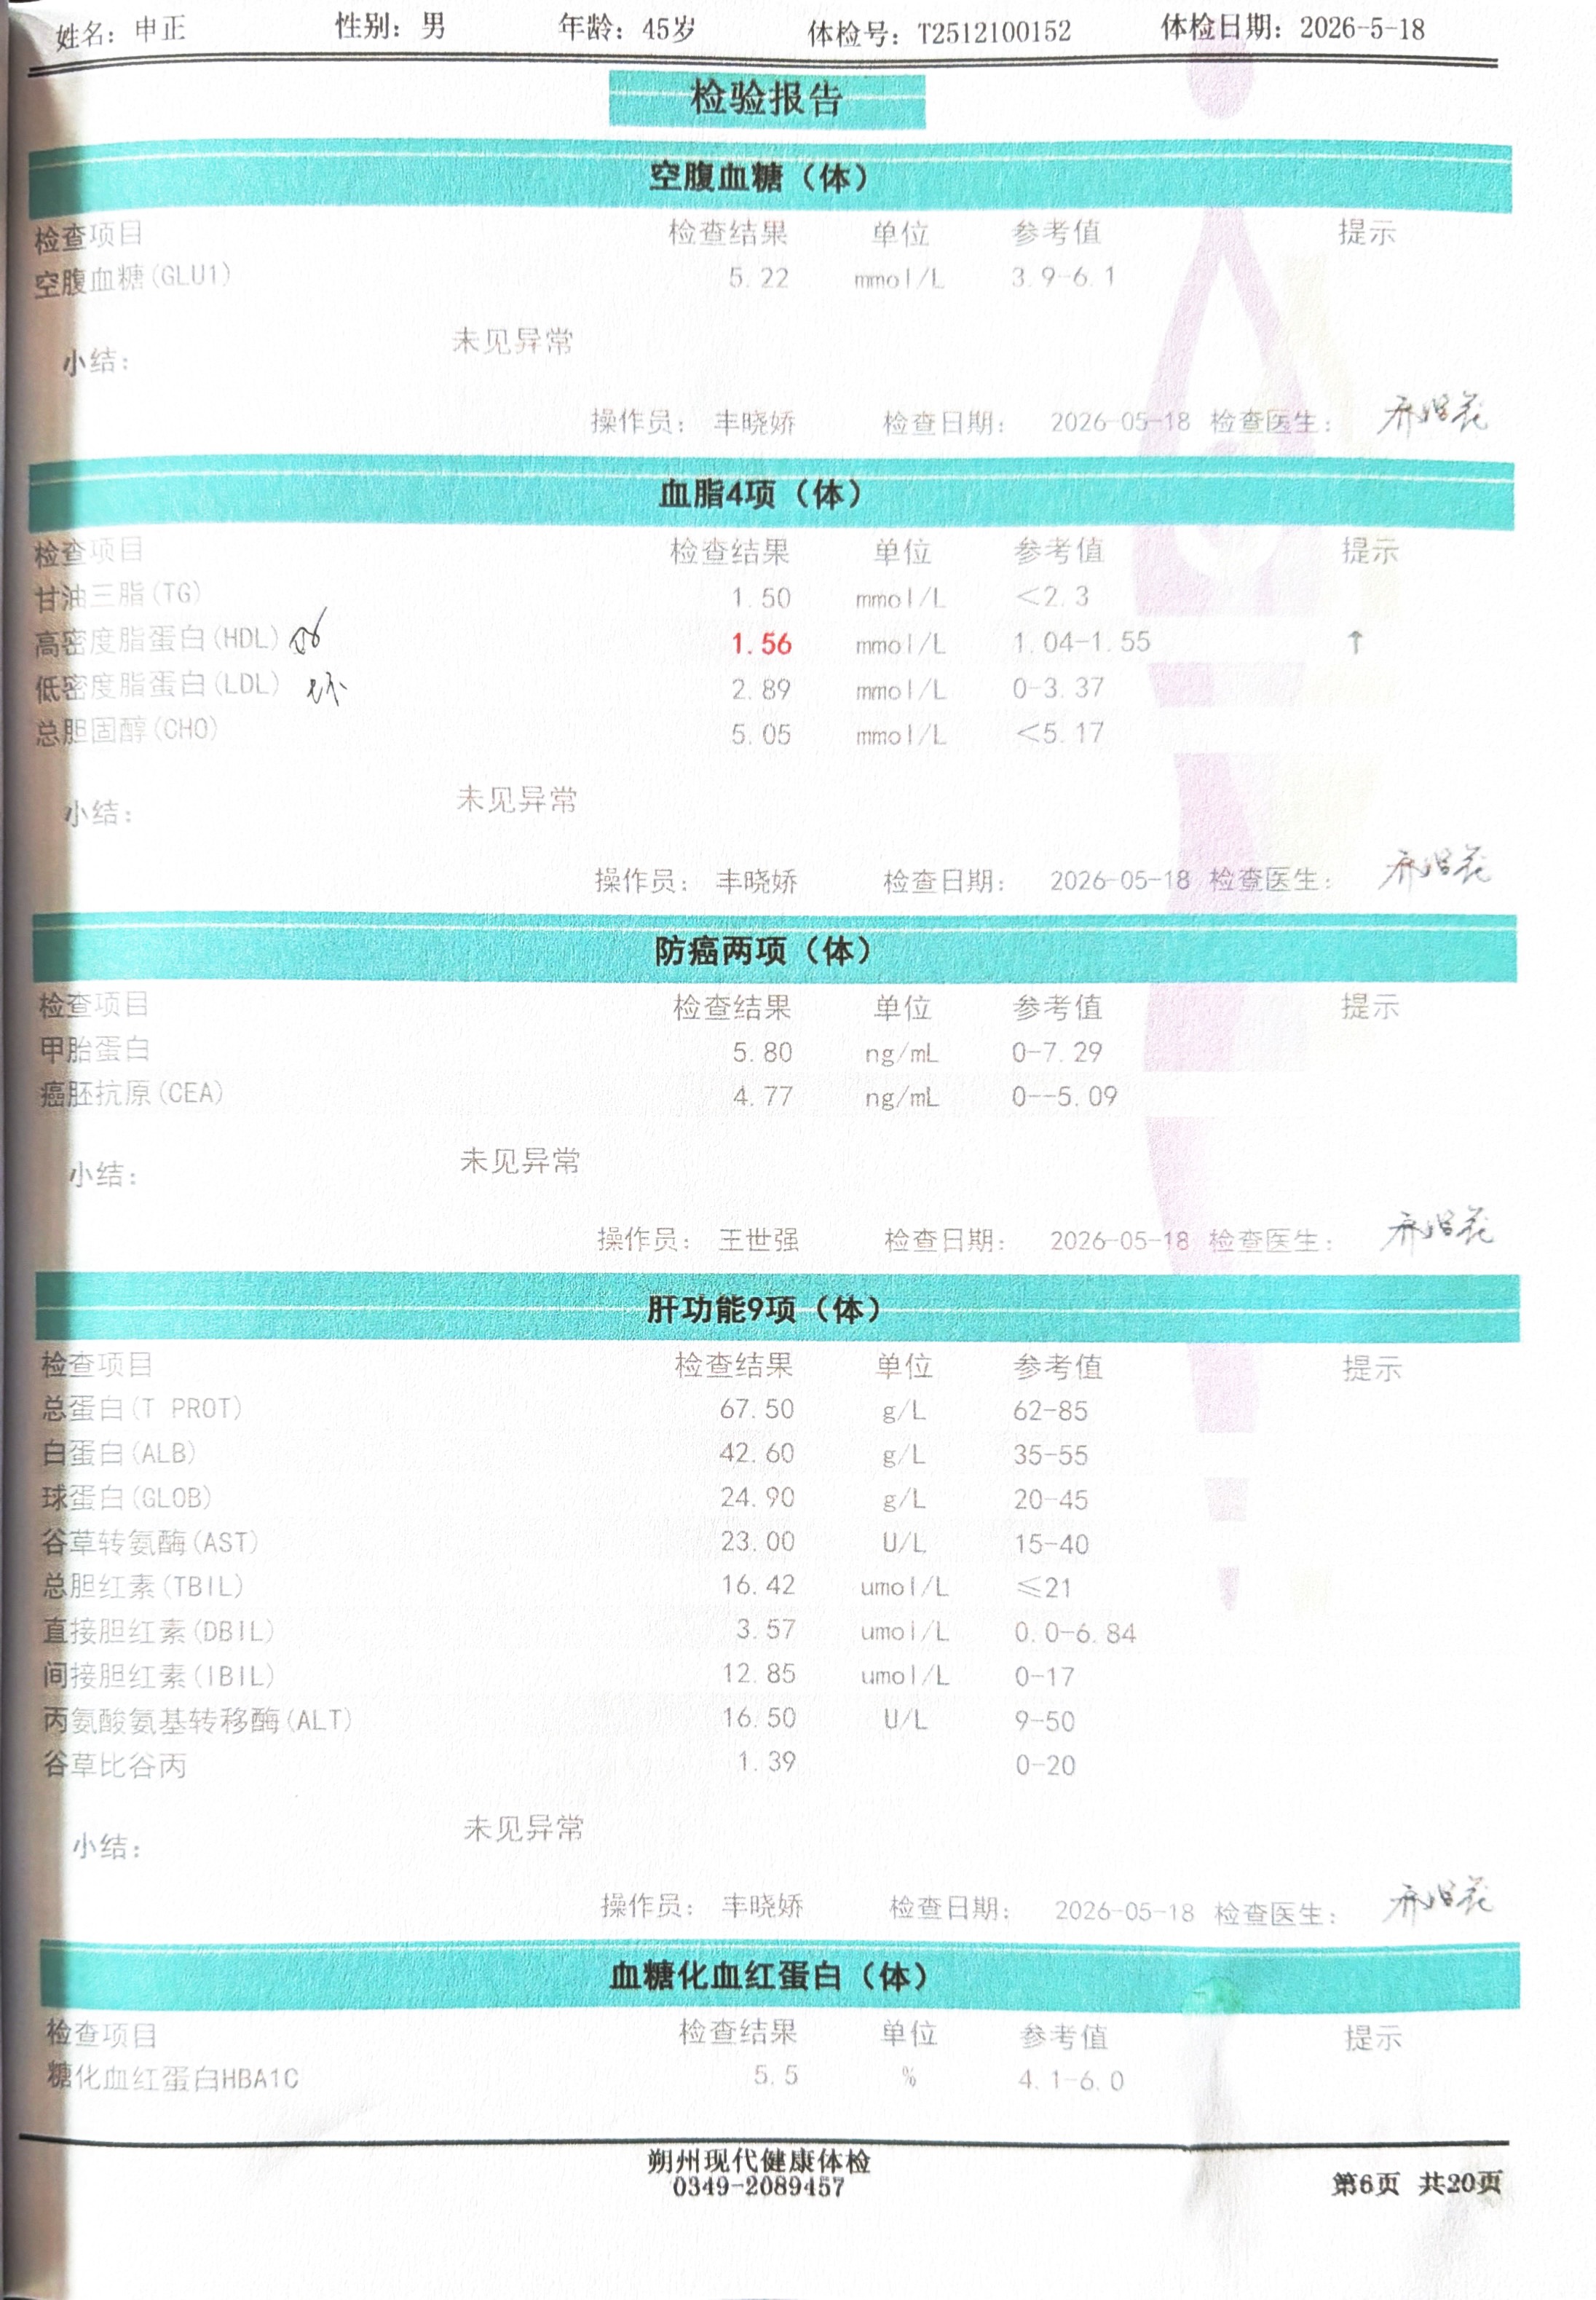 姓名：申正 性别：男 年龄：45岁 体检号：T2512100152 体检日期：2026-5-18
检验报告
空腹血糖（体）
检查项目 检查结果 单位 参考值 提示
空腹血糖(GLU1) 5.22 mmol/L 3.9-6.1
小结： 未见异常
操作员： 丰晓娇 检查日期： 2026-05-18 检查医生：
血脂4项（体）
检查项目 检查结果 单位 参考值 提示
甘油三脂(TG) 1.50 mmol/L <2.3
高密度脂蛋白(HDL) 1.56 mmol/L 1.04-1.55 ↑
低密度脂蛋白(LDL) 2.89 mmol/L 0-3.37
总胆固醇(CHO) 5.05 mmol/L <5.17
小结： 未见异常
操作员： 丰晓娇 检查日期： 2026-05-18 检查医生：
防癌两项（体）
检查项目 检查结果 单位 参考值 提示
甲胎蛋白 5.80 ng/mL 0-7.29
癌胚抗原(CEA) 4.77 ng/mL 0--5.09
小结： 未见异常
操作员： 王世强 检查日期： 2026-05-18 检查医生：
肝功能9项（体）
检查项目 检查结果 单位 参考值 提示
总蛋白(T PROT) 67.50 g/L 62-85
白蛋白(ALB) 42.60 g/L 35-55
球蛋白(GLOB) 24.90 g/L 20-45
谷草转氨酶(AST) 23.00 U/L 15-40
总胆红素(TBIL) 16.42 umol/L ≤21
直接胆红素(DBIL) 3.57 umol/L 0.0-6.84
间接胆红素(IBIL) 12.85 umol/L 0-17
丙氨酸氨基转移酶(ALT) 16.50 U/L 9-50
谷草比谷丙 1.39 0-20
小结： 未见异常
操作员： 丰晓娇 检查日期： 2026-05-18 检查医生：
血糖化血红蛋白（体）
检查项目 检查结果 单位 参考值 提示
糖化血红蛋白HBA1C 5.5 % 4.1-6.0
朔州现代健康体检
0349-2089457
第6页 共20页